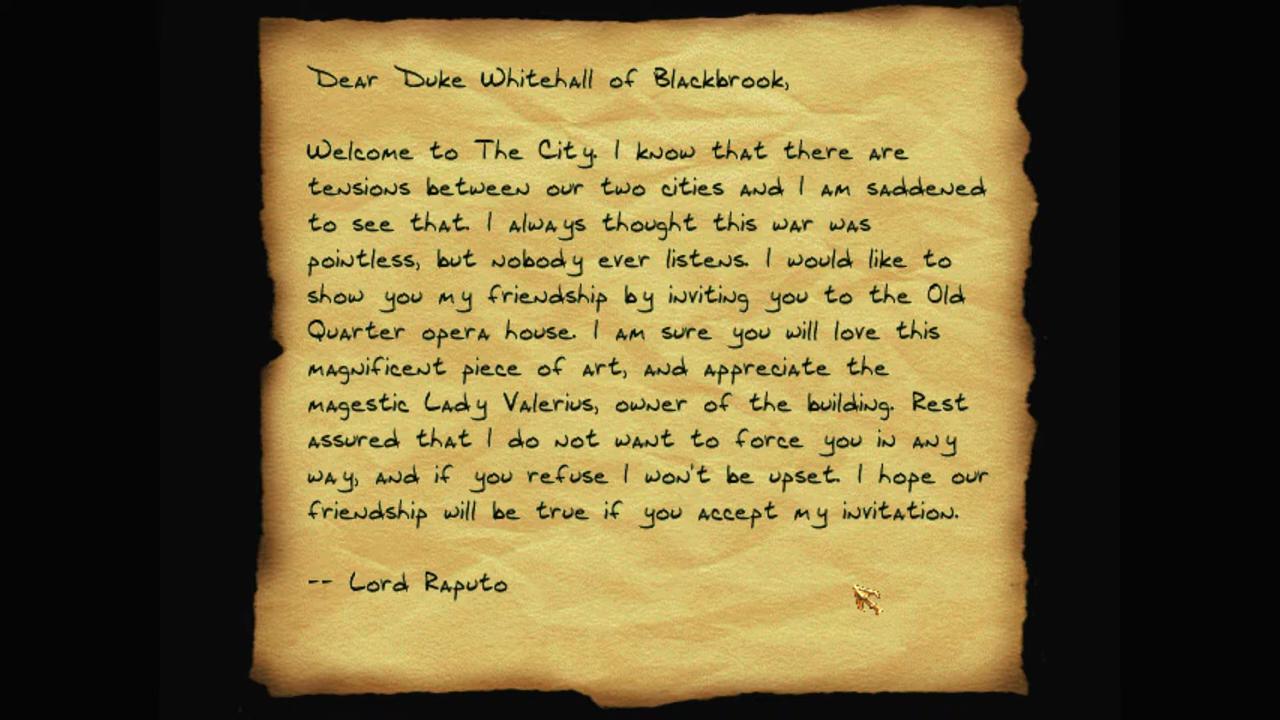 Dear Duke Whitehall of Blackbrook,
Welcome to The City. I know that there are
tensions between our two cities and I am saddened
to see that. I always thought this war was
pointless, but nobody ever listens. I would like to
show you my friendship by inviting you to the Old
Quarter opera house. I am sure you will love this
magnificent piece of art, and appreciate the
magestic Lady Valerius, owner of the building. Rest
assured that I do not want to force you in any
way, and if you refuse I won't be upset. I hope our
friendship will be true if you accept my invitation.
-- Lord Raputo